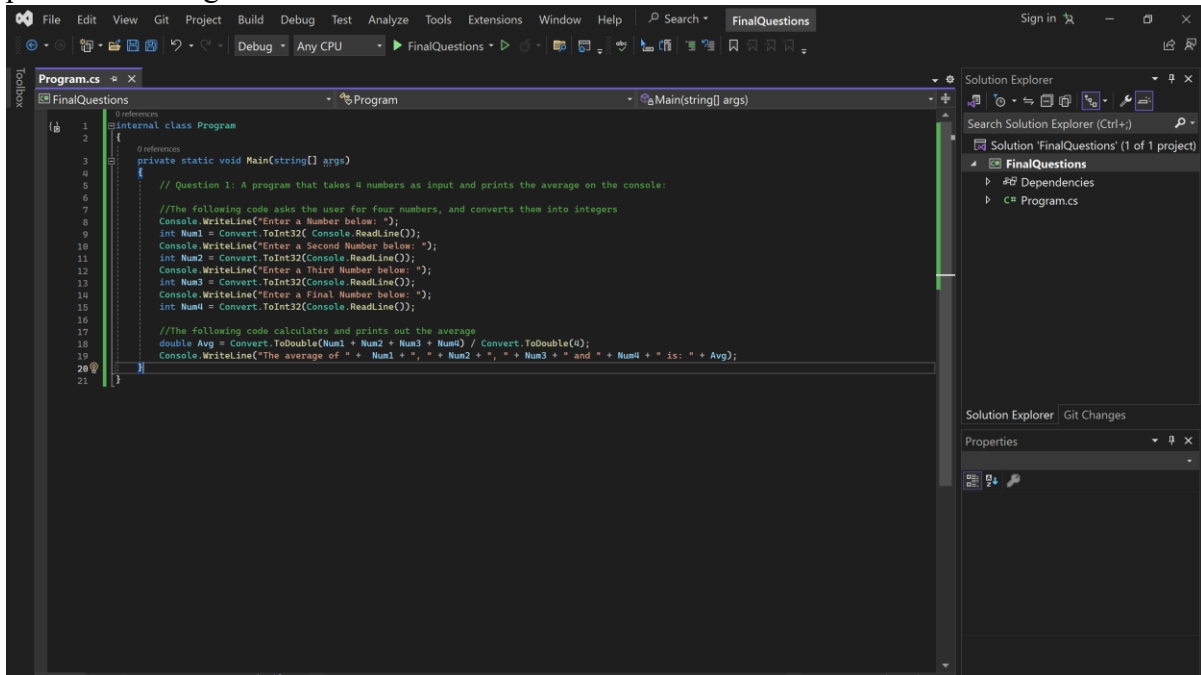 File Edit View Git Project Build Debug Test Analyze Tools Extensions Window Help Search FinalQuestions Sign in
Debug Any CPU FinalQuestions
Toolbox
Program.cs
FinalQuestions Program Main(string[] args)
0 references
1 internal class Program
2 {
0 references
3 private static void Main(string[] args)
4 {
5 // Question 1: A program that takes 4 numbers as input and prints the average on the console:
6
7 //The following code asks the user for four numbers, and converts them into integers
8 Console.WriteLine("Enter a Number below: ");
9 int Num1 = Convert.ToInt32( Console.ReadLine());
10 Console.WriteLine("Enter a Second Number below: ");
11 int Num2 = Convert.ToInt32(Console.ReadLine());
12 Console.WriteLine("Enter a Third Number below: ");
13 int Num3 = Convert.ToInt32(Console.ReadLine());
14 Console.WriteLine("Enter a Final Number below: ");
15 int Num4 = Convert.ToInt32(Console.ReadLine());
16
17 //The following code calculates and prints out the average
18 double Avg = Convert.ToDouble(Num1 + Num2 + Num3 + Num4) / Convert.ToDouble(4);
19 Console.WriteLine("The average of " + Num1 + ", " + Num2 + ", " + Num3 + " and " + Num4 + " is: " + Avg);
20 }
21 }
Solution Explorer
Search Solution Explorer (Ctrl+;)
Solution 'FinalQuestions' (1 of 1 project)
FinalQuestions
Dependencies
C# Program.cs
Solution Explorer Git Changes
Properties